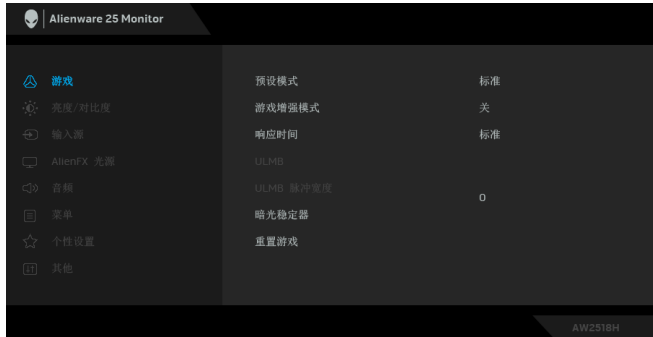 Alienware 25 Monitor
游戏
亮度/对比度
输入源
AlienFX 光源
音频
菜单
个性设置
其他
预设模式 标准
游戏增强模式 关
响应时间 标准
ULMB
ULMB 脉冲宽度
0
暗光稳定器
重置游戏
AW2518H